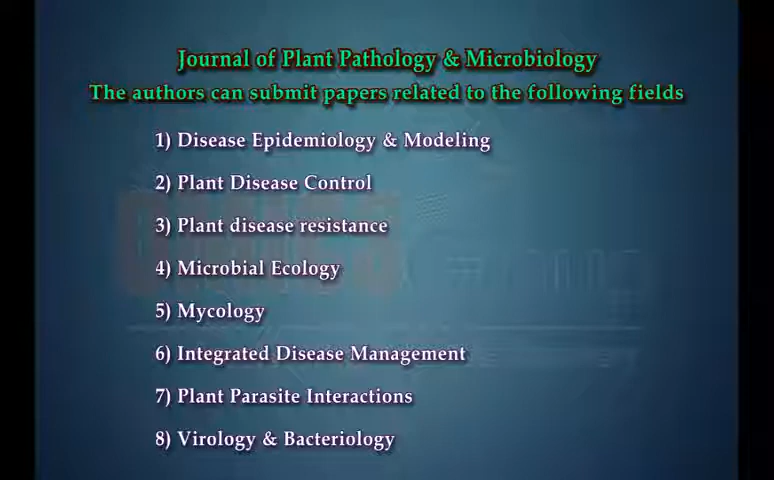 Journal of Plant Pathology & Microbiology
The authors can submit papers related to the following fields
1) Disease Epidemiology & Modeling
2) Plant Disease Control
3) Plant disease resistance
4) Microbial Ecology
5) Mycology
6) Integrated Disease Management
7) Plant Parasite Interactions
8) Virology & Bacteriology